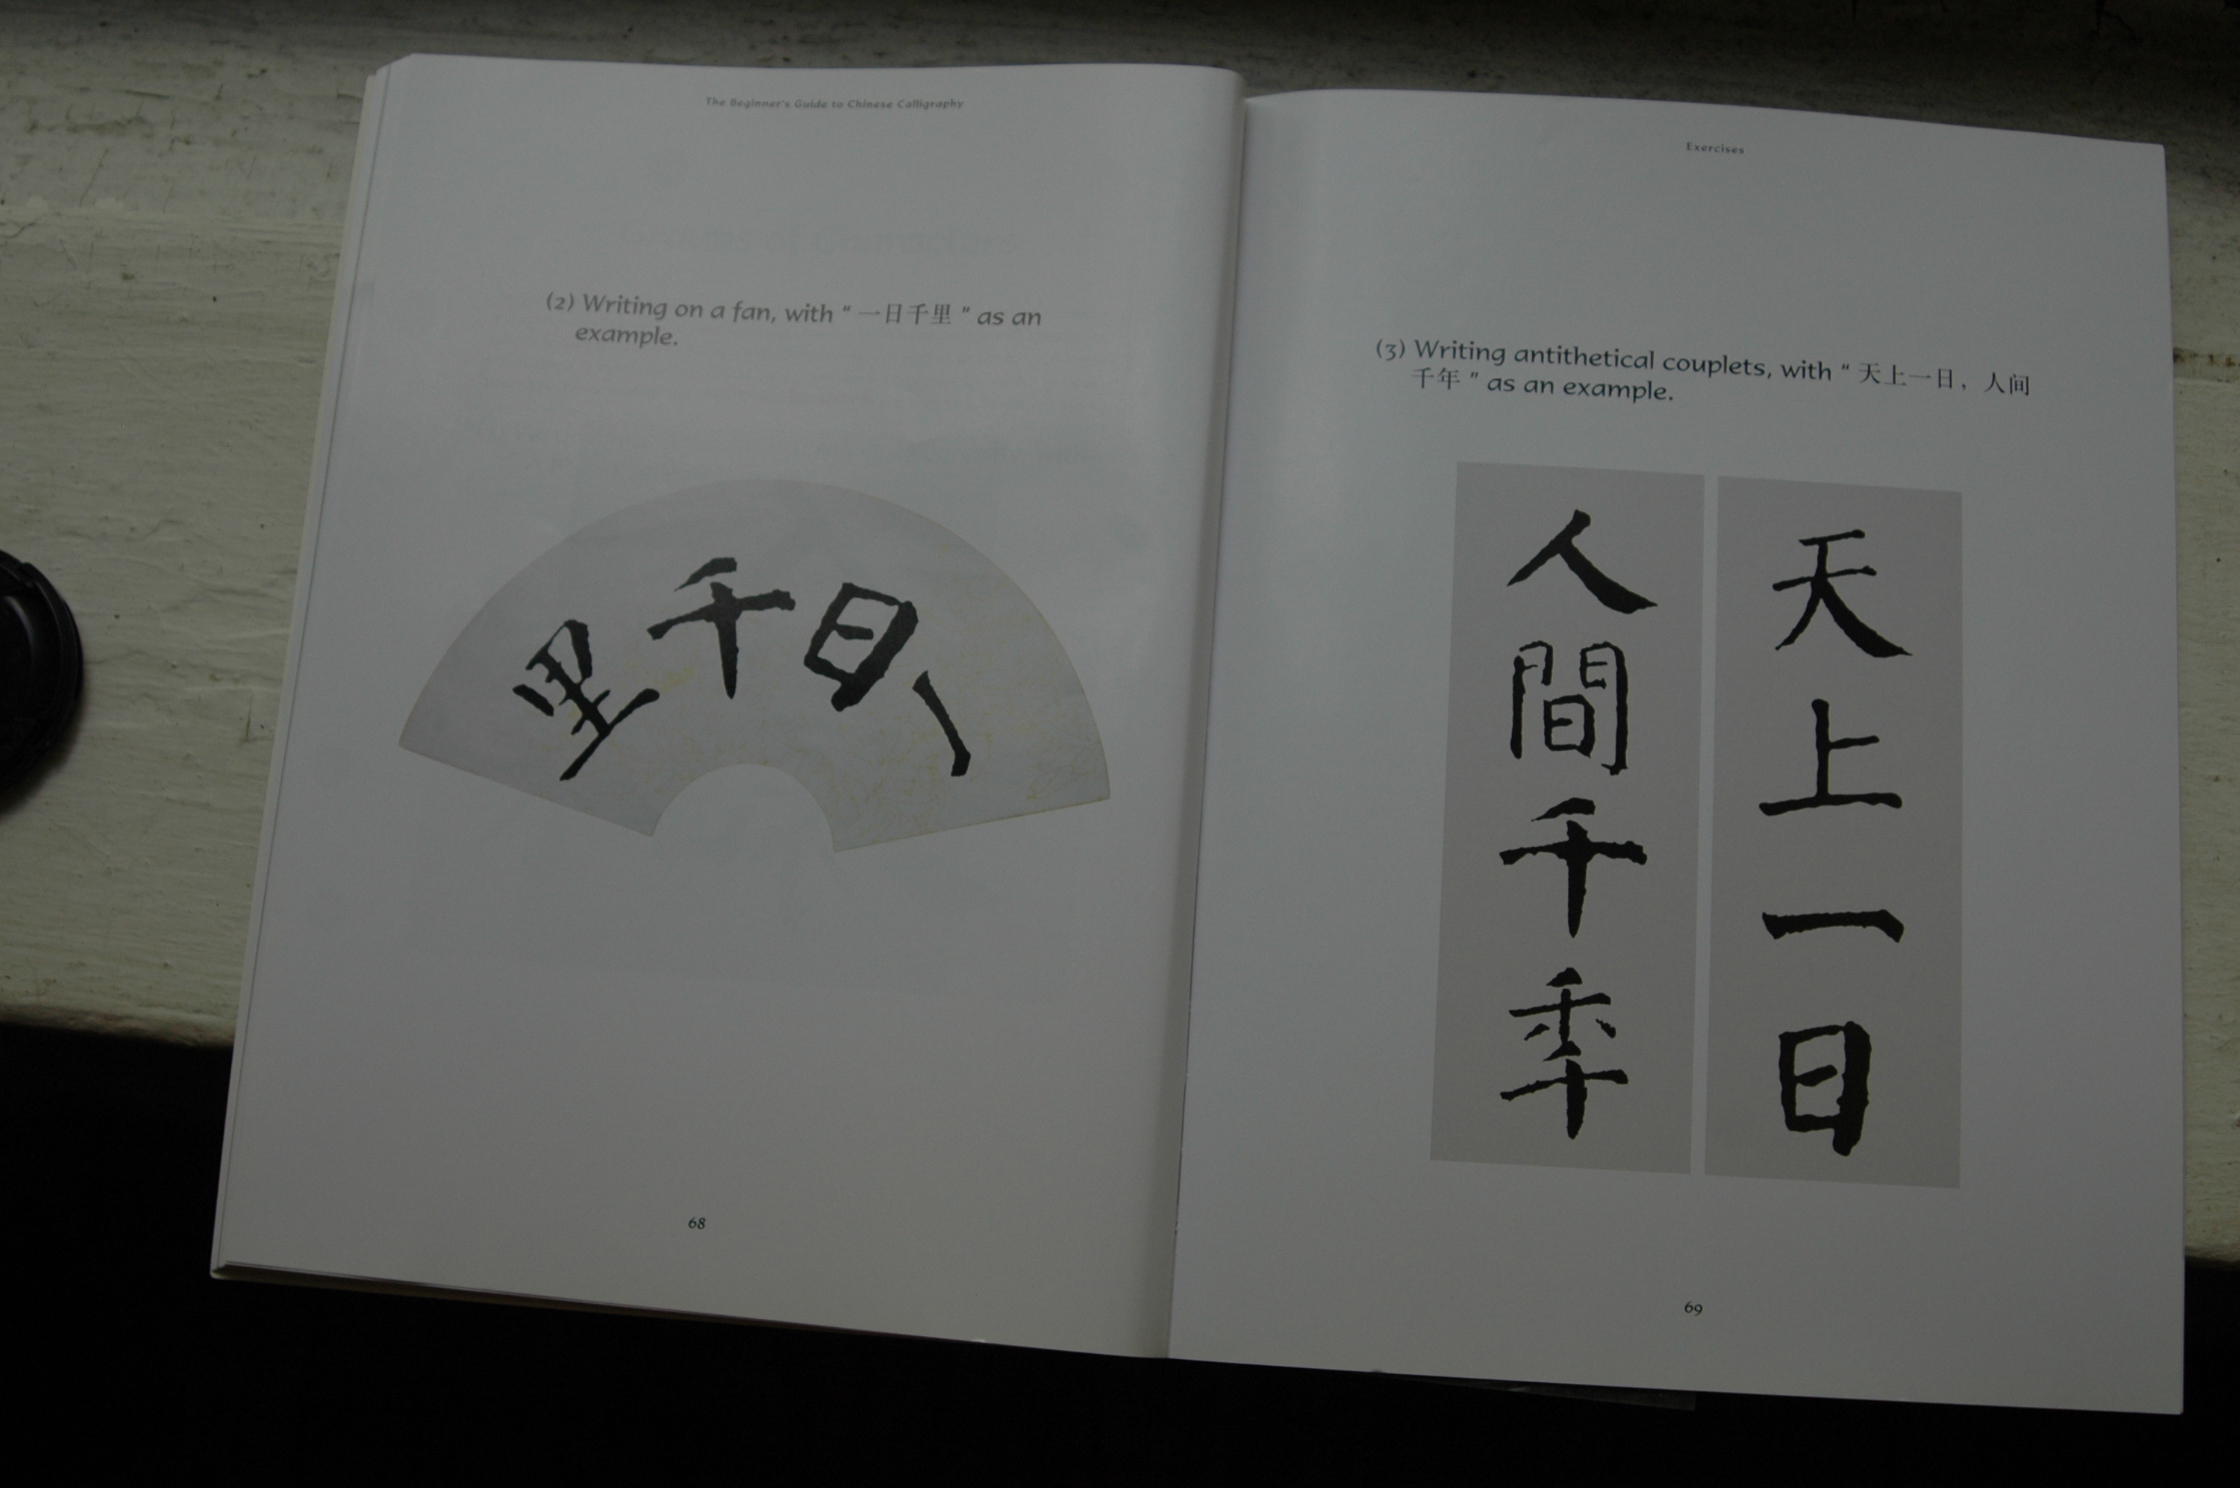 The Beginner's Guide to Chinese Calligraphy
(2) Writing on a fan, with “ 一日千里 ” as an
example.
一日千里
68
Exercises
(3) Writing antithetical couplets, with “ 天上一日，人间
千年 ” as an example.
天上一日
人間千秊
69